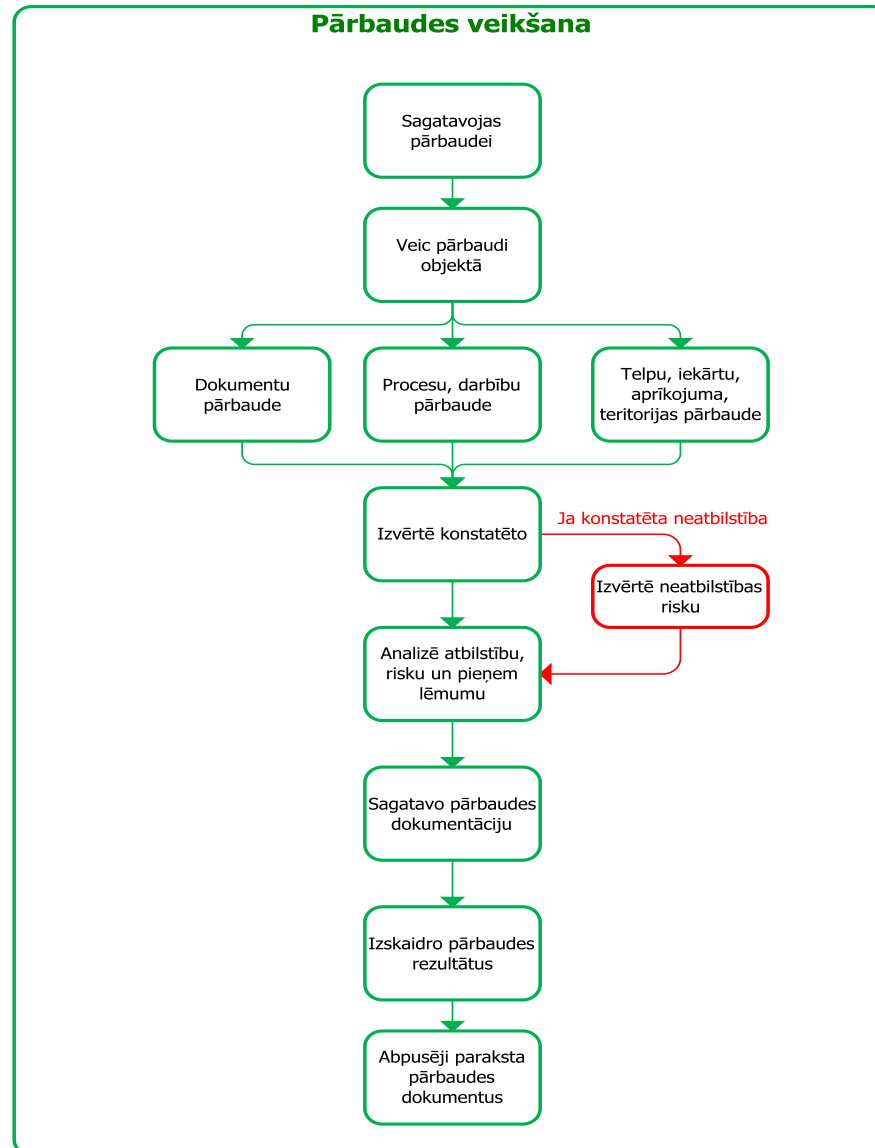 Pārbaudes veikšana
Sagatavojas
pārbaudei
Veic pārbaudi
objektā
Dokumentu
pārbaude
Procesu, darbību
pārbaude
Telpu, iekārtu,
aprīkojuma,
teritorijas pārbaude
Izvērtē konstatēto
Ja konstatēta neatbilstība
Izvērtē neatbilstības
risku
Analizē atbilstību,
risku un pieņem
lēmumu
Sagatavo pārbaudes
dokumentāciju
Izskaidro pārbaudes
rezultātus
Abpusēji paraksta
pārbaudes
dokumentus